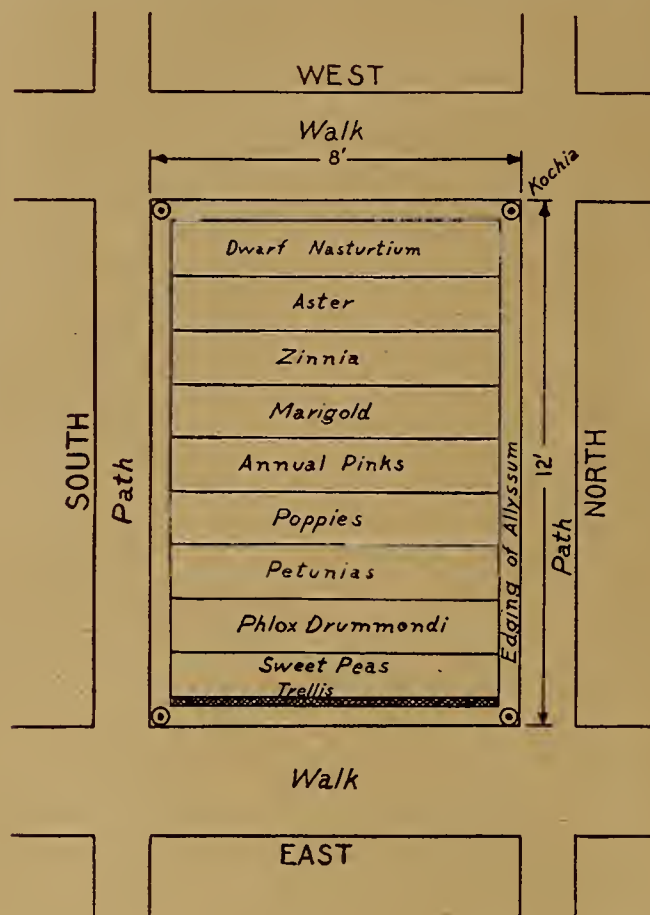 WEST
Walk
8'
Kochia
Dwarf Nasturtium
Aster
Zinnia
Marigold
Annual Pinks
Poppies
Petunias
Phlox Drummondi
Sweet Peas
Trellis
SOUTH
Path
Edging of Allyssum
12'
Path
NORTH
Walk
EAST